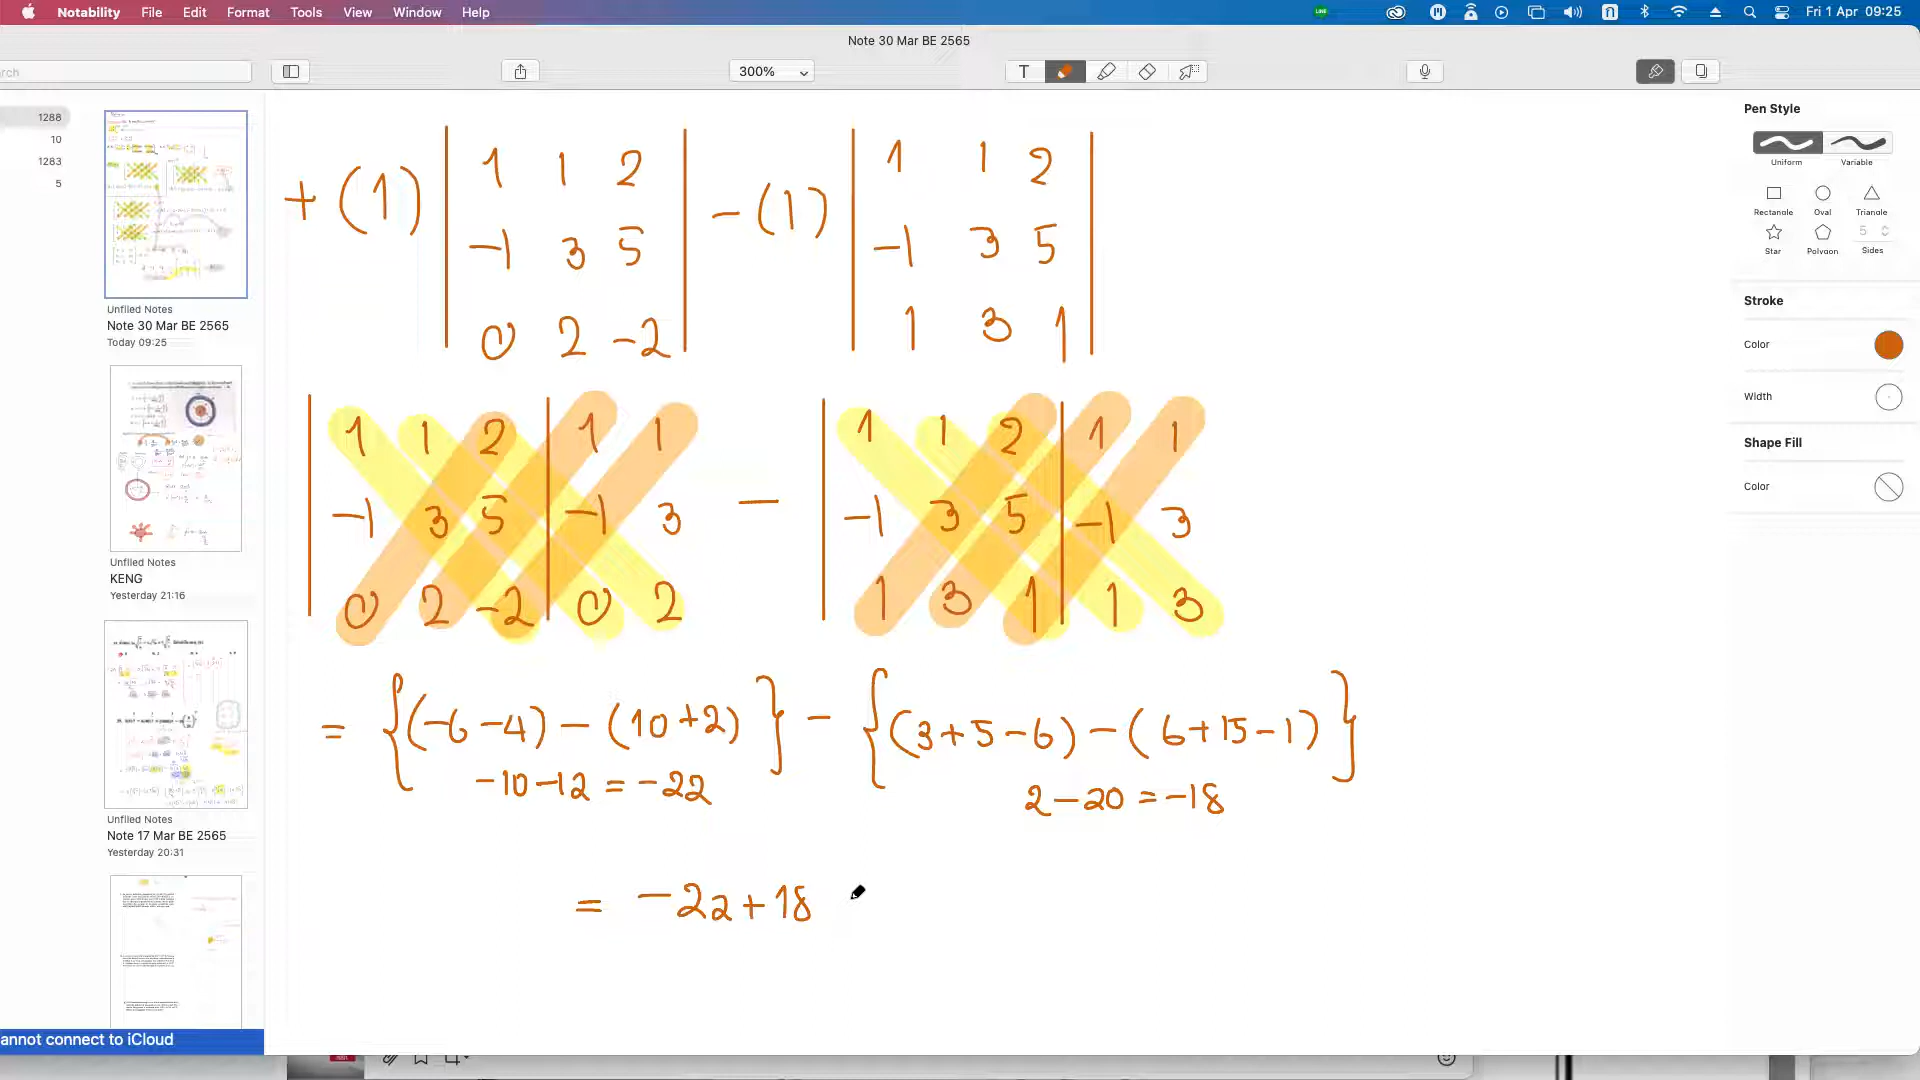 Notability File Edit Format Tools View Window Help Fri 1 Apr 09:25
Note 30 Mar BE 2565
rch 300% T
1288
10
1283
5
Unfiled Notes
Note 30 Mar BE 2565
Today 09:25
Unfiled Notes
KENG
Yesterday 21:16
Unfiled Notes
Note 17 Mar BE 2565
Yesterday 20:31
annot connect to iCloud
+ (1) | 1 1 2 | - (1) | 1 1 2 |
-1 3 5 -1 3 5
0 2 -2 1 3 1
| 1 1 2 | 1 1 - | 1 1 2 | 1 1
-1 3 5 -1 3 -1 3 5 -1 3
0 2 -2 0 2 1 3 1 1 3
= {(-6-4)-(10+2)} - {(3+5-6)-(6+15-1)}
-10-12 = -22 2-20 = -18
= -22+18
Pen Style
Uniform Variable
Rectangle Oval Triangle
5
Star Polygon Sides
Stroke
Color
Width
Shape Fill
Color